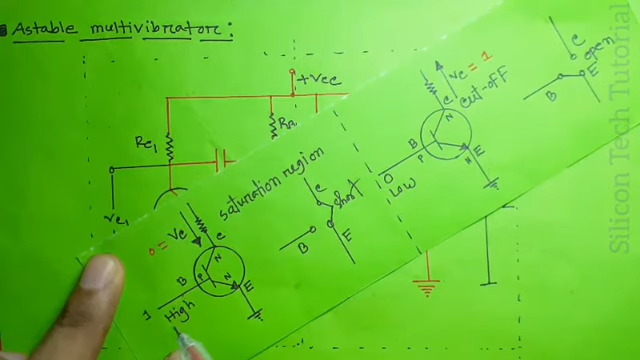 Astable multivibrator:
+Vcc
Rc1
RB
Vc1
saturation region
0 = Vc
C
N
B
P
N
E
1
High
C
short
B
E
Vc = 1
cut-off
C
N
B
P
N
E
0
Low
C
open
B
E
Silicon Tech Tutorial